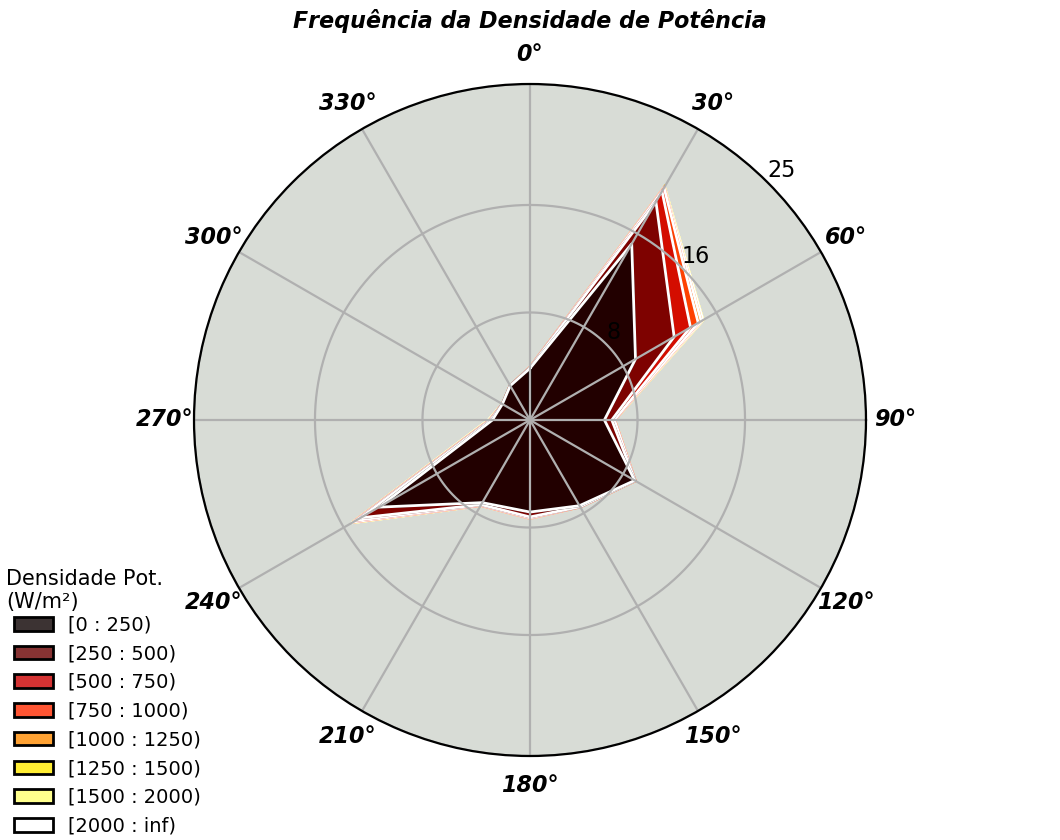 Frequência da Densidade de Potência
0°
330°
30°
25
300°
60°
16
8
270°
90°
240°
120°
210°
150°
180°
Densidade Pot.
(W/m²)
[0 : 250)
[250 : 500)
[500 : 750)
[750 : 1000)
[1000 : 1250)
[1250 : 1500)
[1500 : 2000)
[2000 : inf)